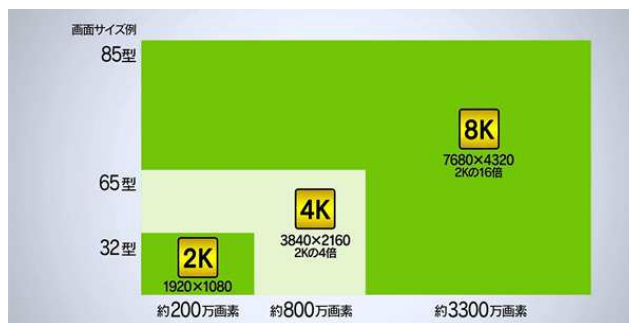 画面サイズ例
85型
8K
7680×4320
2Kの16倍
65型
4K
3840×2160
2Kの4倍
32型
2K
1920×1080
約200万画素
約800万画素
約3300万画素